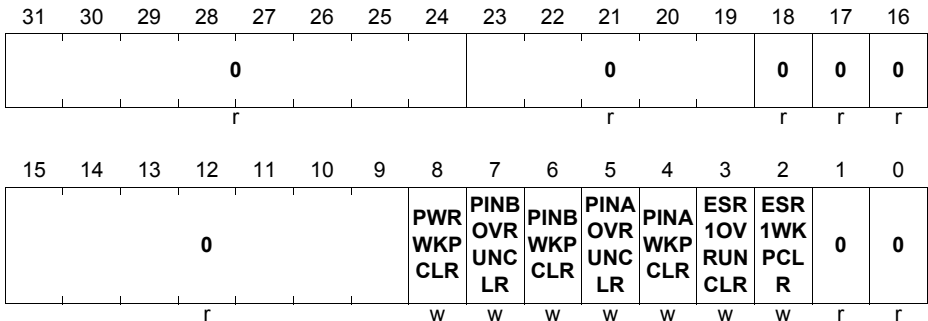 31 30 29 28 27 26 25 24 23 22 21 20 19 18 17 16
0 0 0 0 0
r r r r r
15 14 13 12 11 10 9 8 7 6 5 4 3 2 1 0
0 PWR WKP CLR PINB OVR UNC LR PINB WKP CLR PINA OVR UNC LR PINA WKP CLR ESR 1OV RUN CLR ESR 1WK PCL R 0 0
r w w w w w w w r r